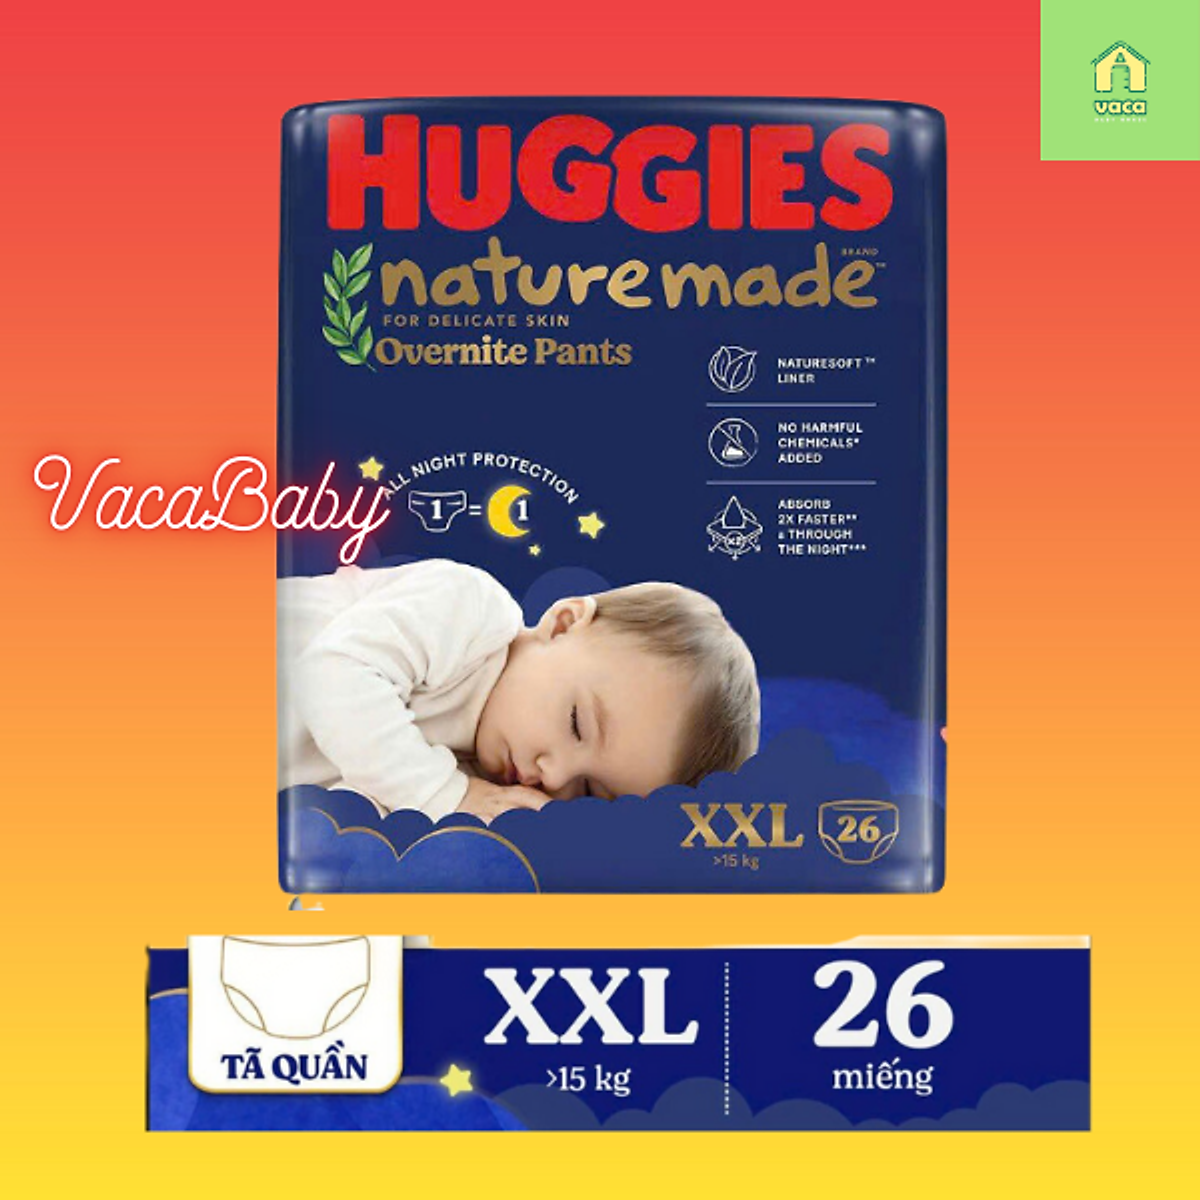 vaca
HUGGIES
BRAND
naturemade™
FOR DELICATE SKIN
Overnite Pants
NATURESOFT™
LINER
NO HARMFUL
CHEMICALS*
ADDED
ABSORB
2X FASTER**
& THROUGH
THE NIGHT***
x2
ALL NIGHT PROTECTION
1 = 1
VacaBaby
XXL
>15 kg
26
TÃ QUẦN
XXL
>15 kg
26
miếng